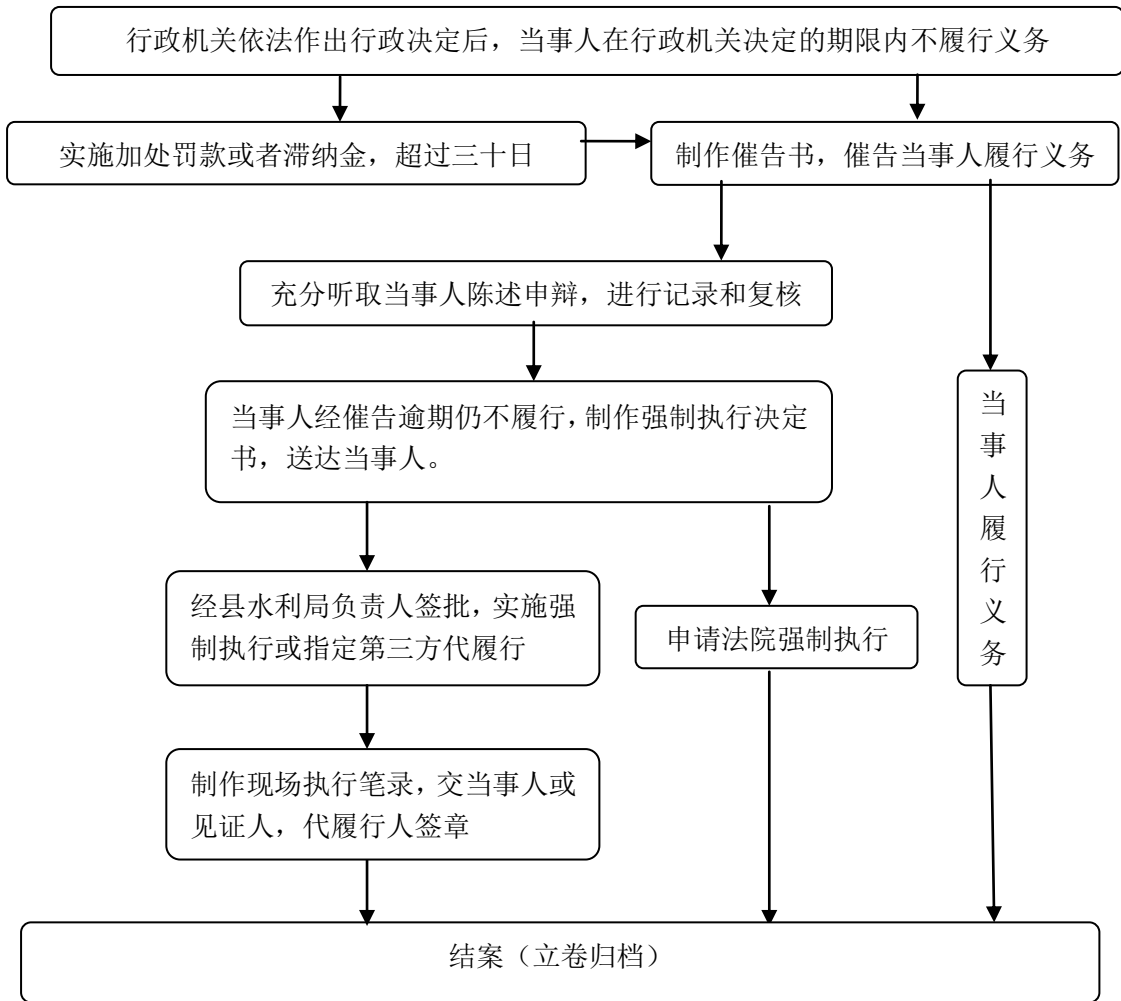 行政机关依法作出行政决定后，当事人在行政机关决定的期限内不履行义务
实施加处罚款或者滞纳金，超过三十日
制作催告书，催告当事人履行义务
充分听取当事人陈述申辩，进行记录和复核
当事人经催告逾期仍不履行，制作强制执行决定
书，送达当事人。
当事人履行义务
经县水利局负责人签批，实施强
制执行或指定第三方代履行
申请法院强制执行
制作现场执行笔录，交当事人或
见证人，代履行人签章
结案（立卷归档）